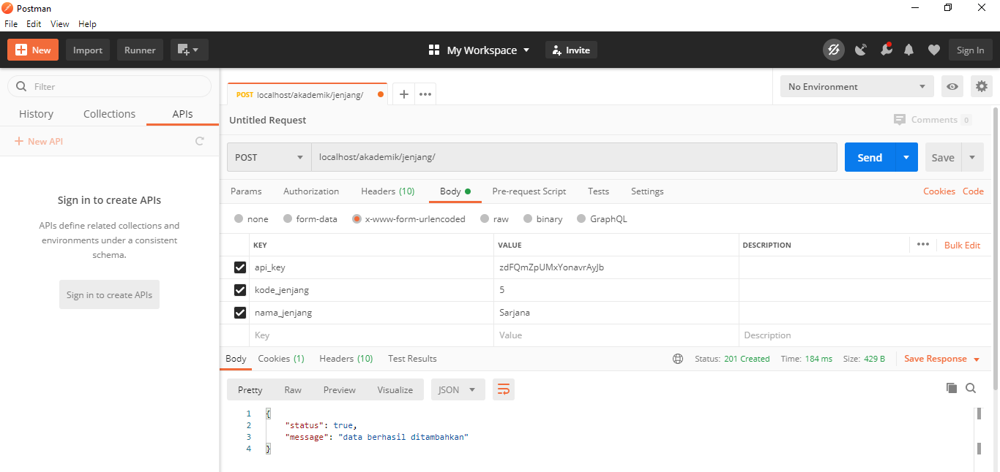 Postman
File Edit View Help
New Import Runner My Workspace Invite Sign In
Filter
History Collections APIs
New API
Sign in to create APIs
APIs define related collections and
environments under a consistent
schema.
Sign in to create APIs
POST localhost/akademik/jenjang/
No Environment
Untitled Request Comments 0
POST localhost/akademik/jenjang/ Send Save
Params Authorization Headers (10) Body Pre-request Script Tests Settings Cookies Code
none form-data x-www-form-urlencoded raw binary GraphQL
KEY VALUE DESCRIPTION Bulk Edit
api_key zdFQmZpUMxYonavrAyJb
kode_jenjang 5
nama_jenjang Sarjana
Key Value Description
Body Cookies (1) Headers (10) Test Results Status: 201 Created Time: 184 ms Size: 429 B Save Response
Pretty Raw Preview Visualize JSON
1 {
2 "status": true,
3 "message": "data berhasil ditambahkan"
4 }